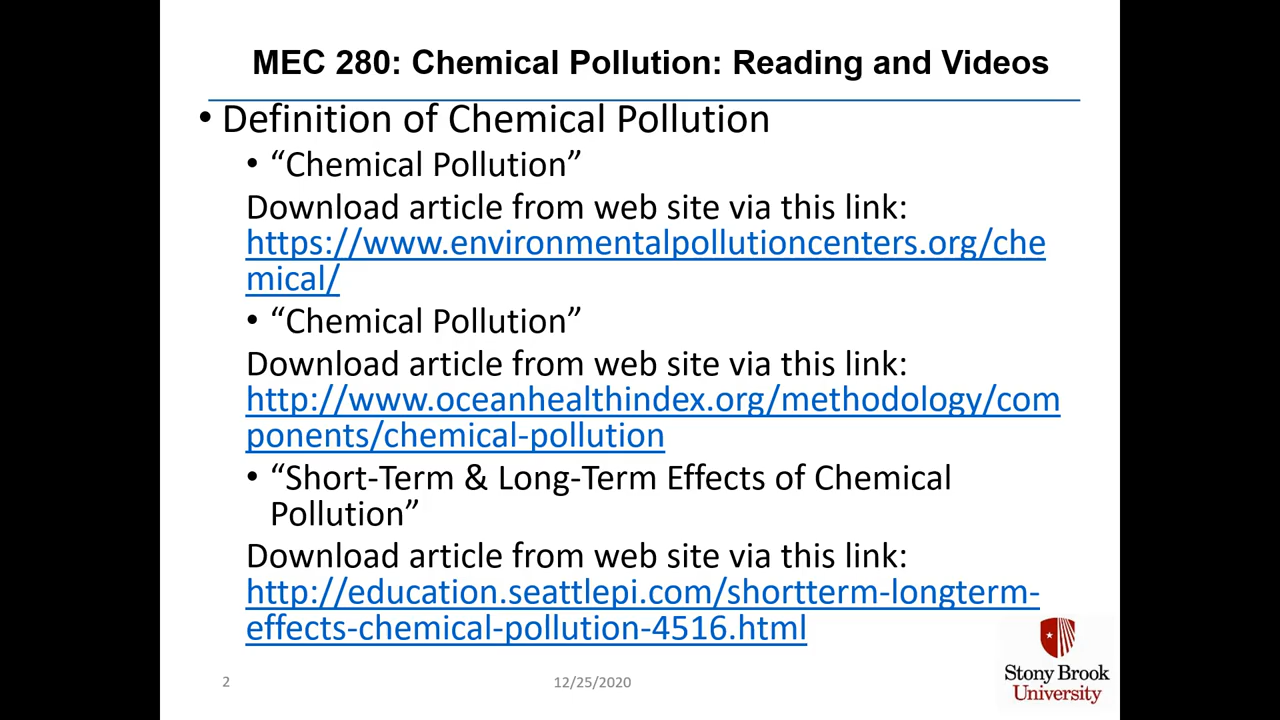 MEC 280: Chemical Pollution: Reading and Videos
• Definition of Chemical Pollution
• “Chemical Pollution”
Download article from web site via this link:
https://www.environmentalpollutioncenters.org/che
mical/
• “Chemical Pollution”
Download article from web site via this link:
http://www.oceanhealthindex.org/methodology/com
ponents/chemical-pollution
• “Short-Term & Long-Term Effects of Chemical
Pollution”
Download article from web site via this link:
http://education.seattlepi.com/shortterm-longterm-
effects-chemical-pollution-4516.html
2
12/25/2020
Stony Brook
University